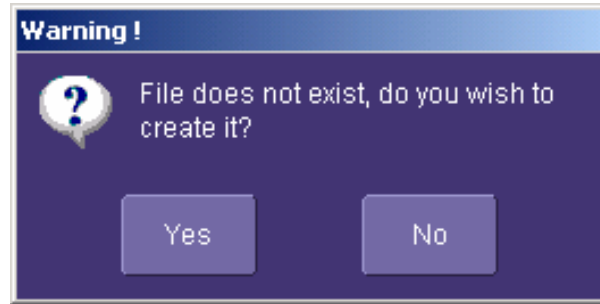 Warning !
File does not exist, do you wish to
create it?
Yes
No